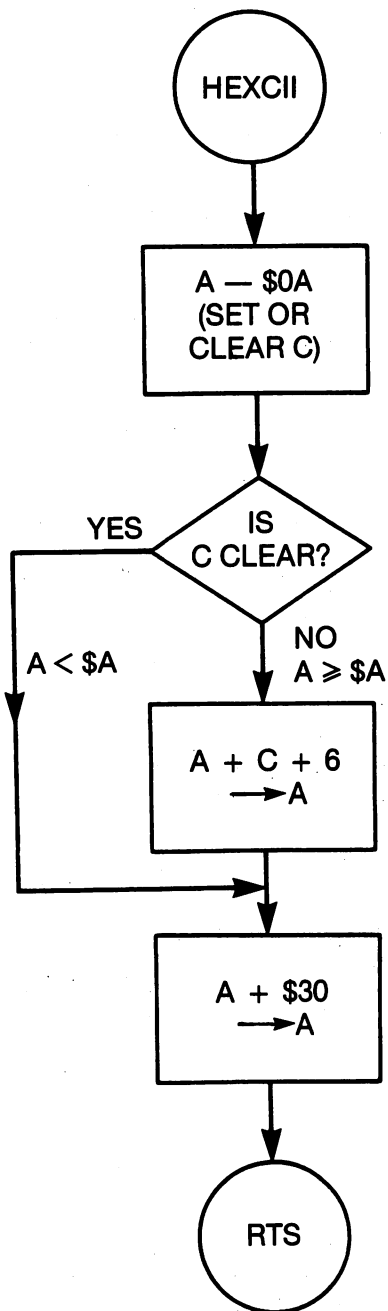 HEXCII
A — $0A
(SET OR
CLEAR C)
IS
C CLEAR?
YES
A < $A
NO
A ⩾ $A
A + C + 6
→A
A + $30
→A
RTS